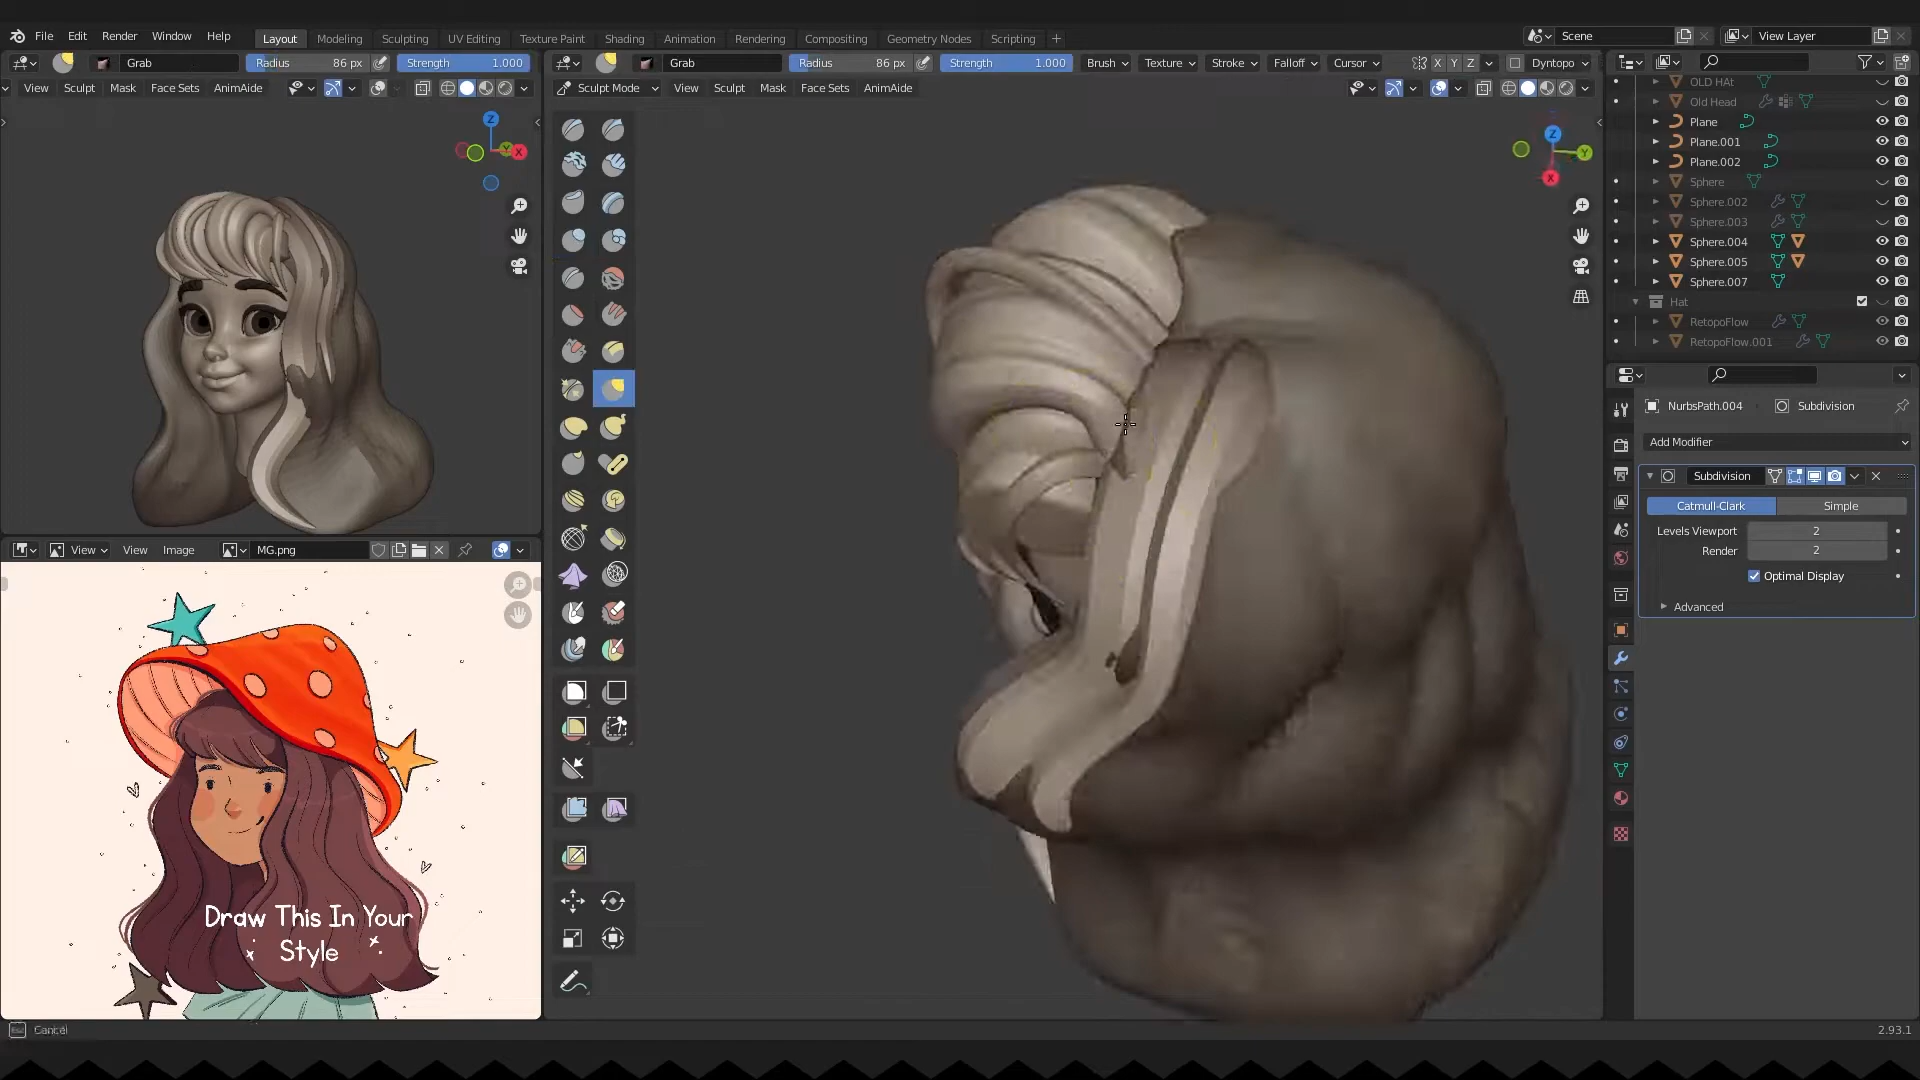 File Edit Render Window Help Layout Modeling Sculpting UV Editing Texture Paint Shading Animation Rendering Compositing Geometry Nodes Scripting + Scene View Layer
Grab Radius 86 px Strength 1.000
Grab Radius 86 px Strength 1.000 Brush Texture Stroke Falloff Cursor X Y Z Dyntopo
View Sculpt Mask Face Sets AnimAide
Sculpt Mode View Sculpt Mask Face Sets AnimAide
Z
Y
X
Z
Y
X
OLD HAt
Old Head
Plane
Plane.001
Plane.002
Sphere
Sphere.002
Sphere.003
Sphere.004
Sphere.005
Sphere.007
Hat
RetopoFlow
RetopoFlow.001
NurbsPath.004 Subdivision
Add Modifier
Subdivision
Catmull-Clark Simple
Levels Viewport 2
Render 2
Optimal Display
Advanced
View View Image MG.png
Draw This In Your
Style
Cancel
2.93.1